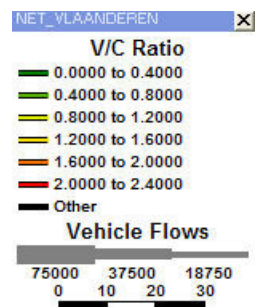 NET_VLAANDEREN
V/C Ratio
0.0000 to 0.4000
0.4000 to 0.8000
0.8000 to 1.2000
1.2000 to 1.6000
1.6000 to 2.0000
2.0000 to 2.4000
Other
Vehicle Flows
75000 37500 18750
0 10 20 30